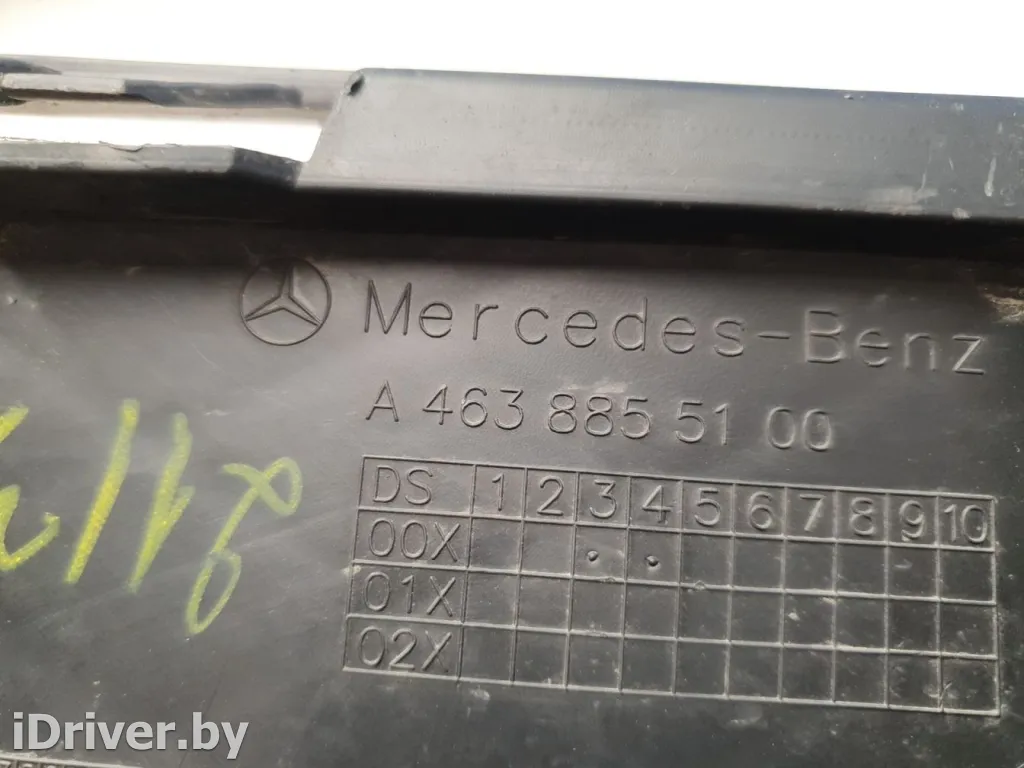 Mercedes-Benz
A 463 885 51 00
DS 1 2 3 4 5 6 7 8 9 10
00X
01X
02X
iDriver.by